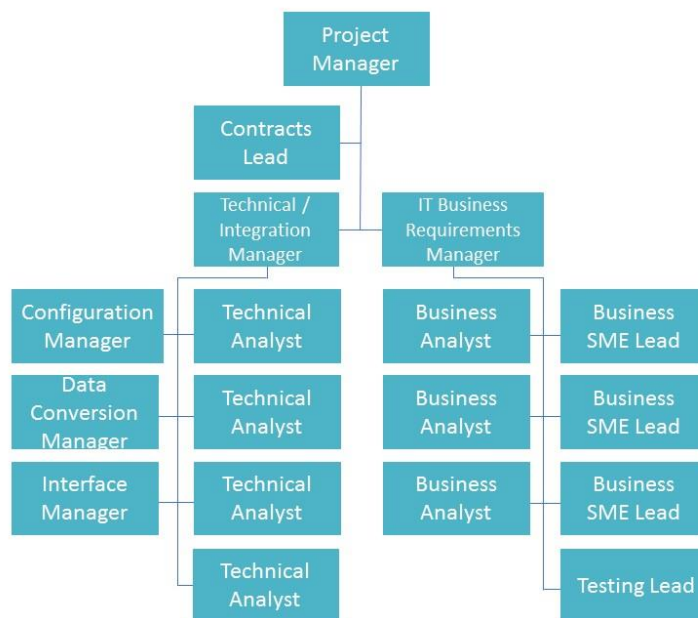 Project
Manager
Contracts
Lead
Technical /
Integration
Manager
IT Business
Requirements
Manager
Configuration
Manager
Technical
Analyst
Business
Analyst
Business
SME Lead
Data
Conversion
Manager
Technical
Analyst
Business
Analyst
Business
SME Lead
Interface
Manager
Technical
Analyst
Business
Analyst
Business
SME Lead
Technical
Analyst
Testing Lead